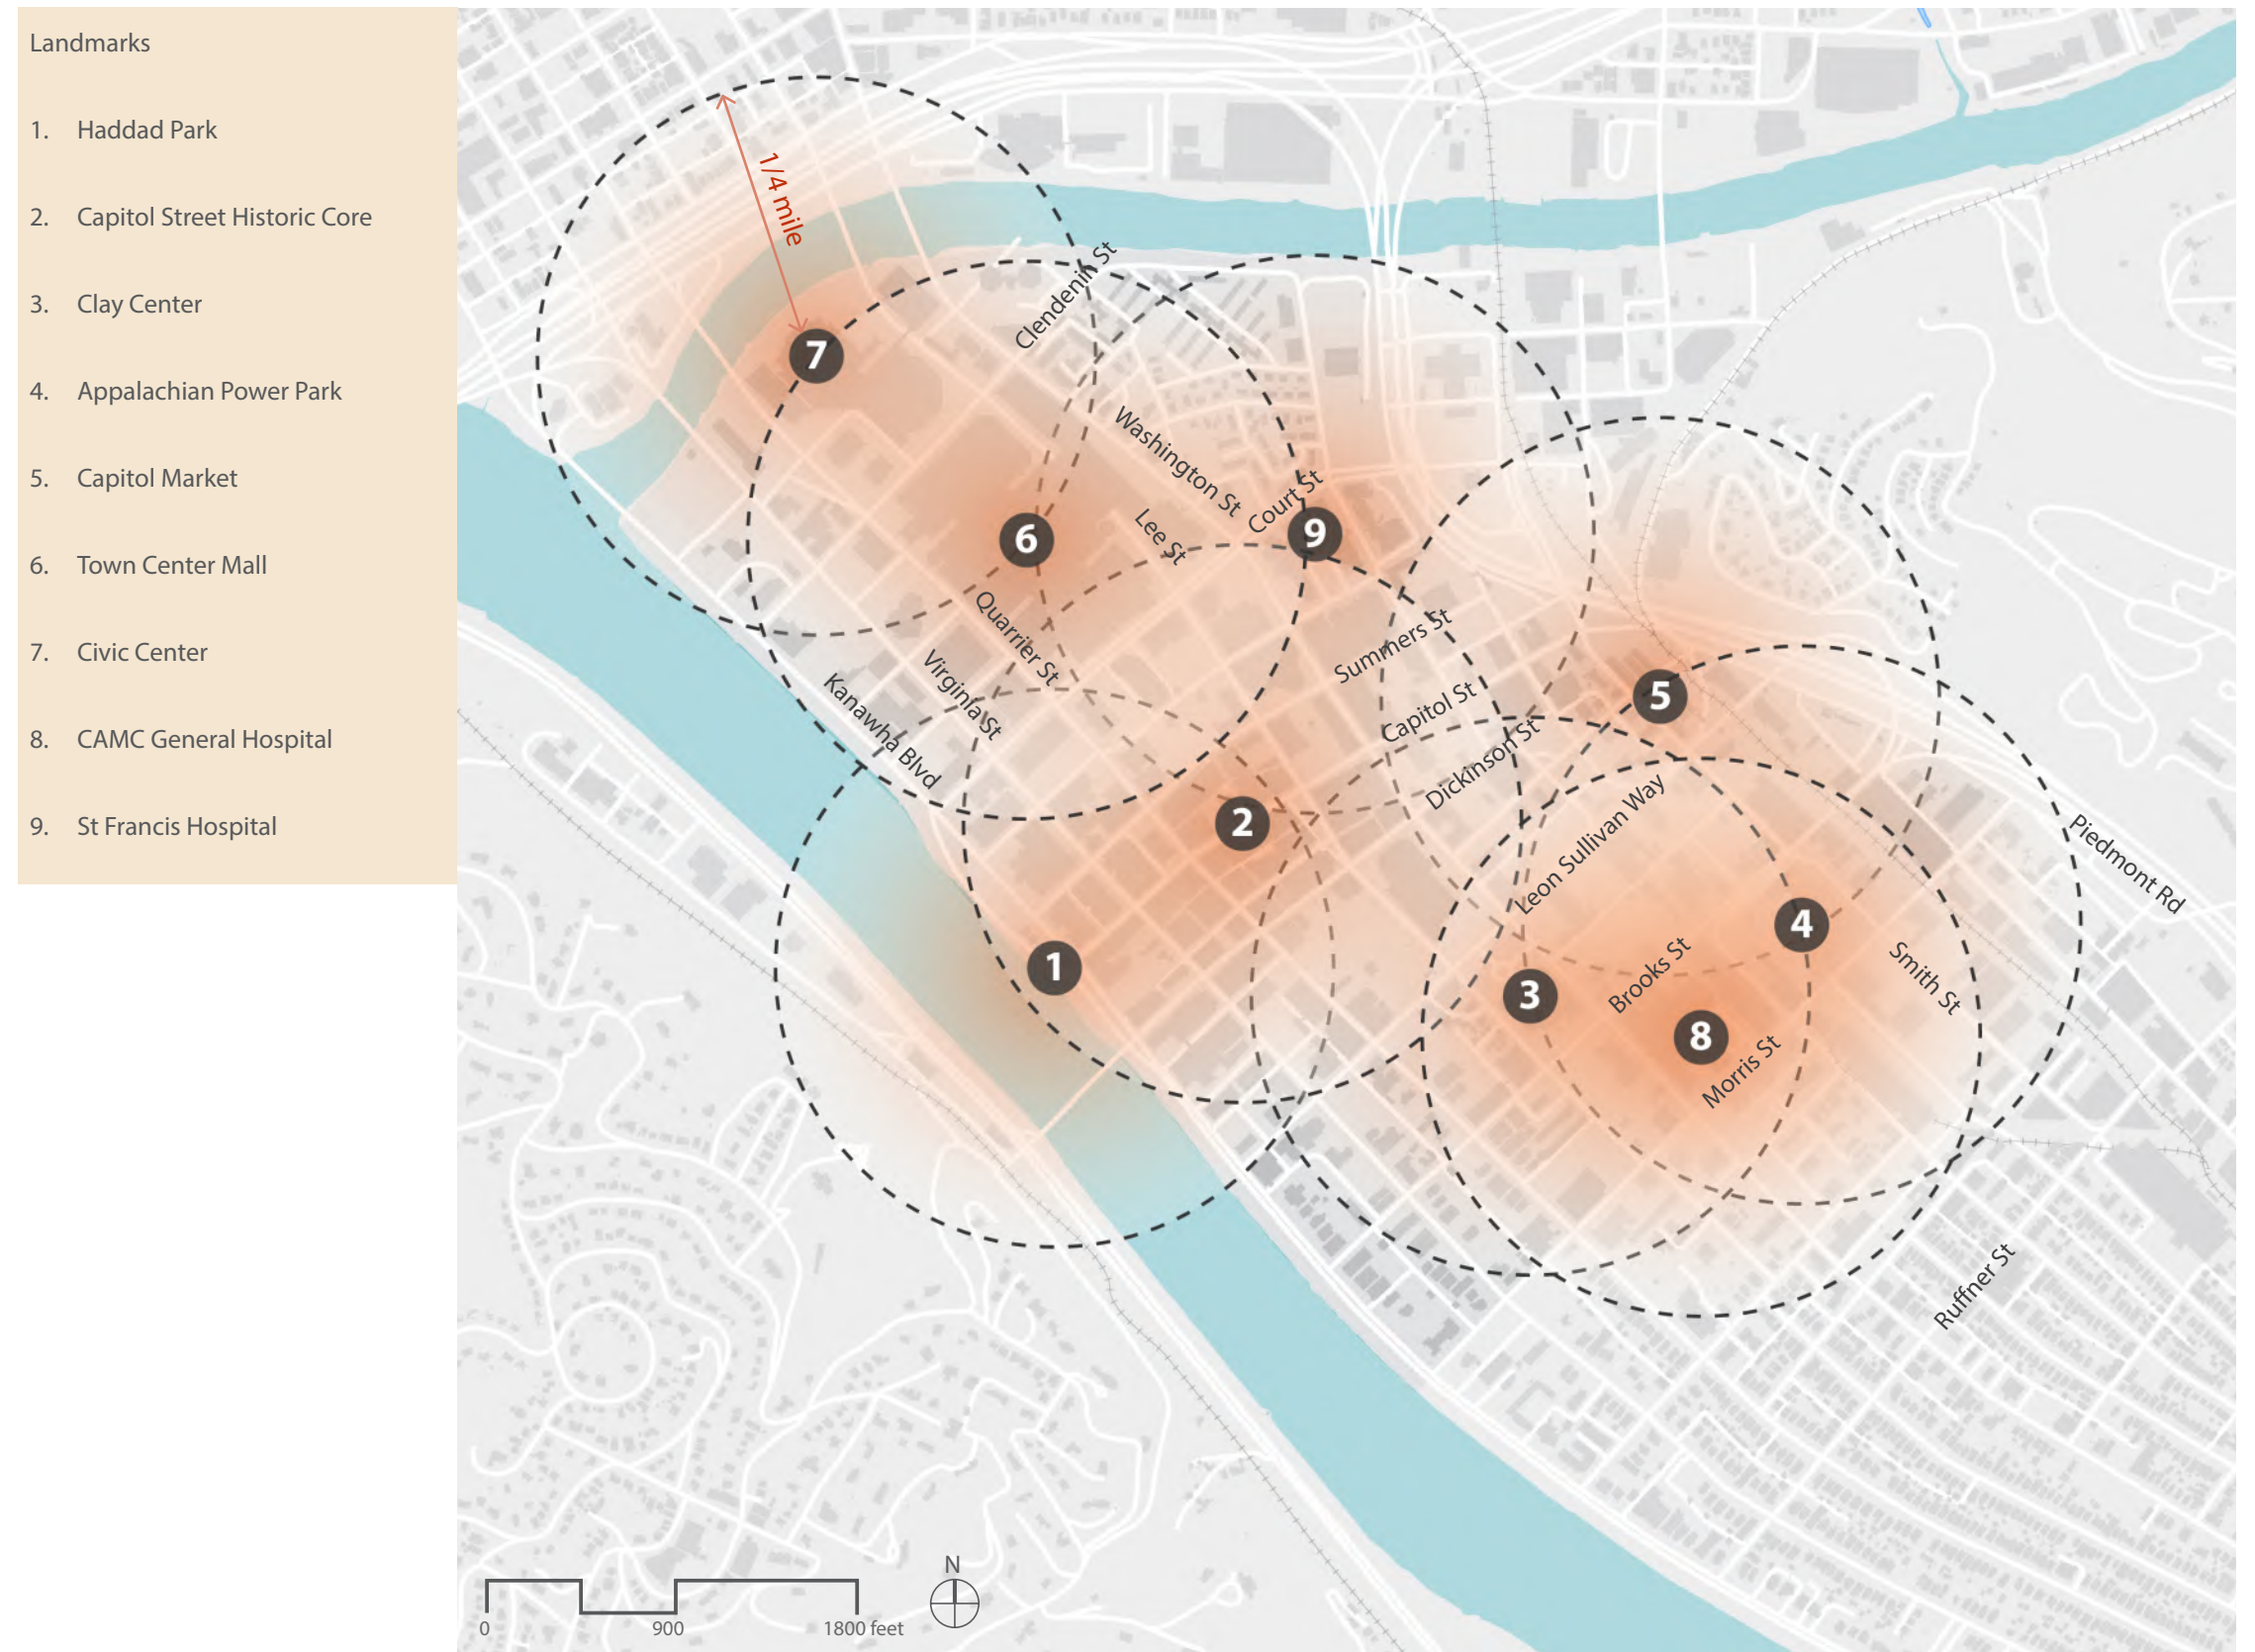 Landmarks
1. Haddad Park
2. Capitol Street Historic Core
3. Clay Center
4. Appalachian Power Park
5. Capitol Market
6. Town Center Mall
7. Civic Center
8. CAMC General Hospital
9. St Francis Hospital
1/4 mile
Clendenin St
7
Washington St
Court St
Lee St
6
9
Quarrier St
Summers St
Virginia St
Capitol St
5
Kanawha Blvd
Dickinson St
Leon Sullivan Way
2
Piedmont Rd
4
1
Brooks St
Smith St
3
8
Morris St
Ruffner St
N
0
900
1800 feet